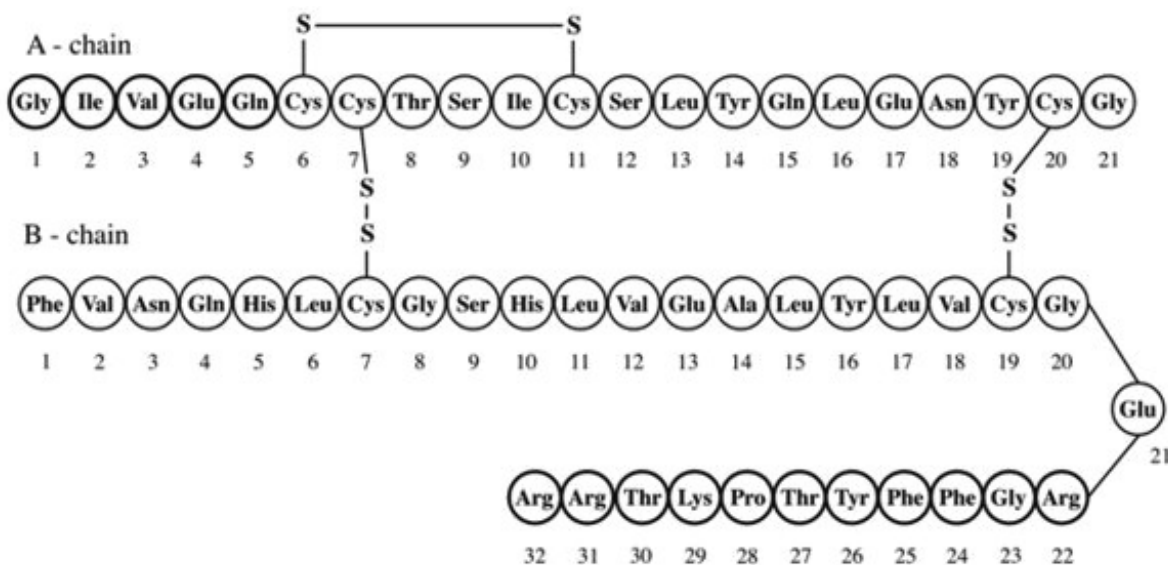 S S
A - chain
Gly Ile Val Glu Gln Cys Cys Thr Ser Ile Cys Ser Leu Tyr Gln Leu Glu Asn Tyr Cys Gly
1 2 3 4 5 6 7 8 9 10 11 12 13 14 15 16 17 18 19 20 21
S S
B - chain S S
Phe Val Asn Gln His Leu Cys Gly Ser His Leu Val Glu Ala Leu Tyr Leu Val Cys Gly
1 2 3 4 5 6 7 8 9 10 11 12 13 14 15 16 17 18 19 20
Glu
21
Arg Arg Thr Lys Pro Thr Tyr Phe Phe Gly Arg
32 31 30 29 28 27 26 25 24 23 22